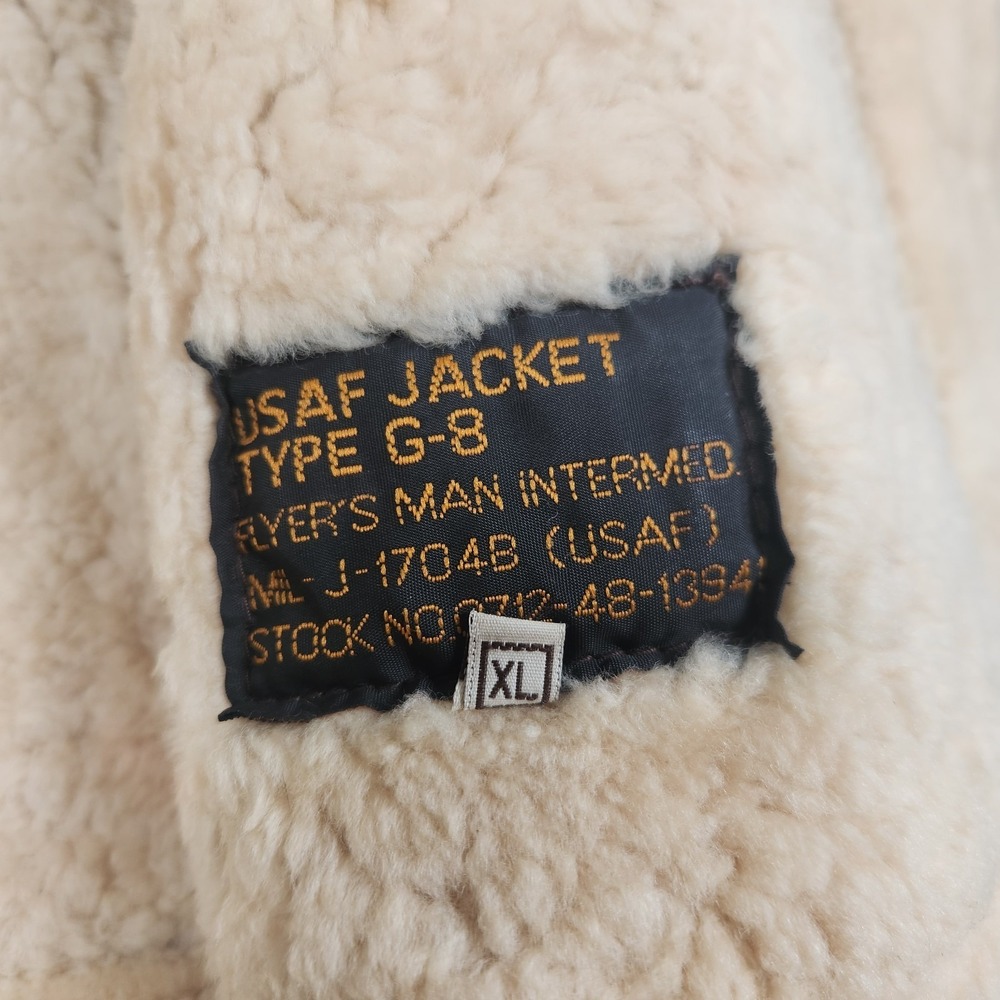 USAF JACKET
TYPE G-8
FLYER'S MAN INTERMED.
MIL-J-1704B (USAF)
STOCK NO 8712-48-1394
XL